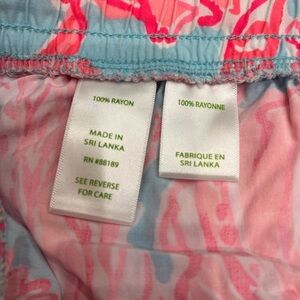 100% RAYON
MADE IN
SRI LANKA
RN #88189
SEE REVERSE
FOR CARE
100% RAYONNE
FABRIQUE EN
SRI LANKA